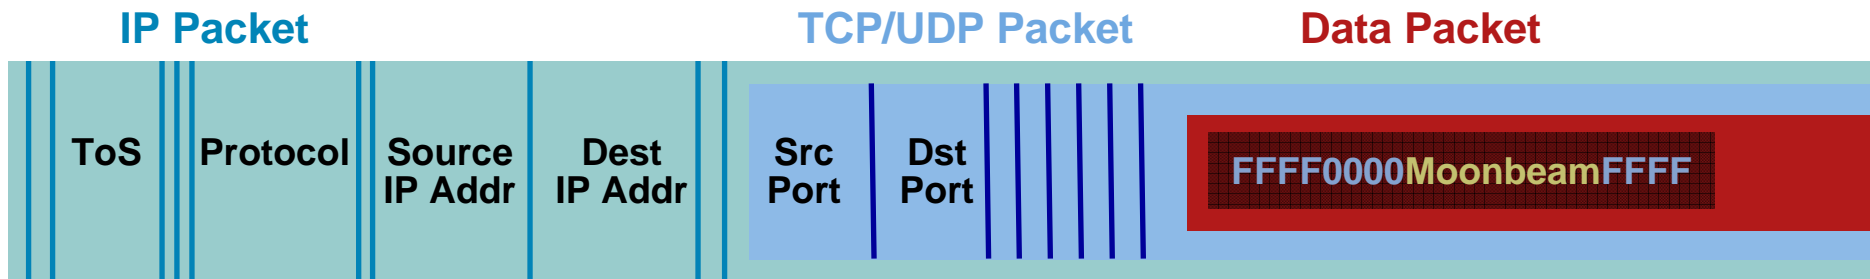 IP Packet
TCP/UDP Packet
Data Packet
ToS
Protocol
Source
IP Addr
Dest
IP Addr
Src
Port
Dst
Port
FFFF0000MoonbeamFFFF